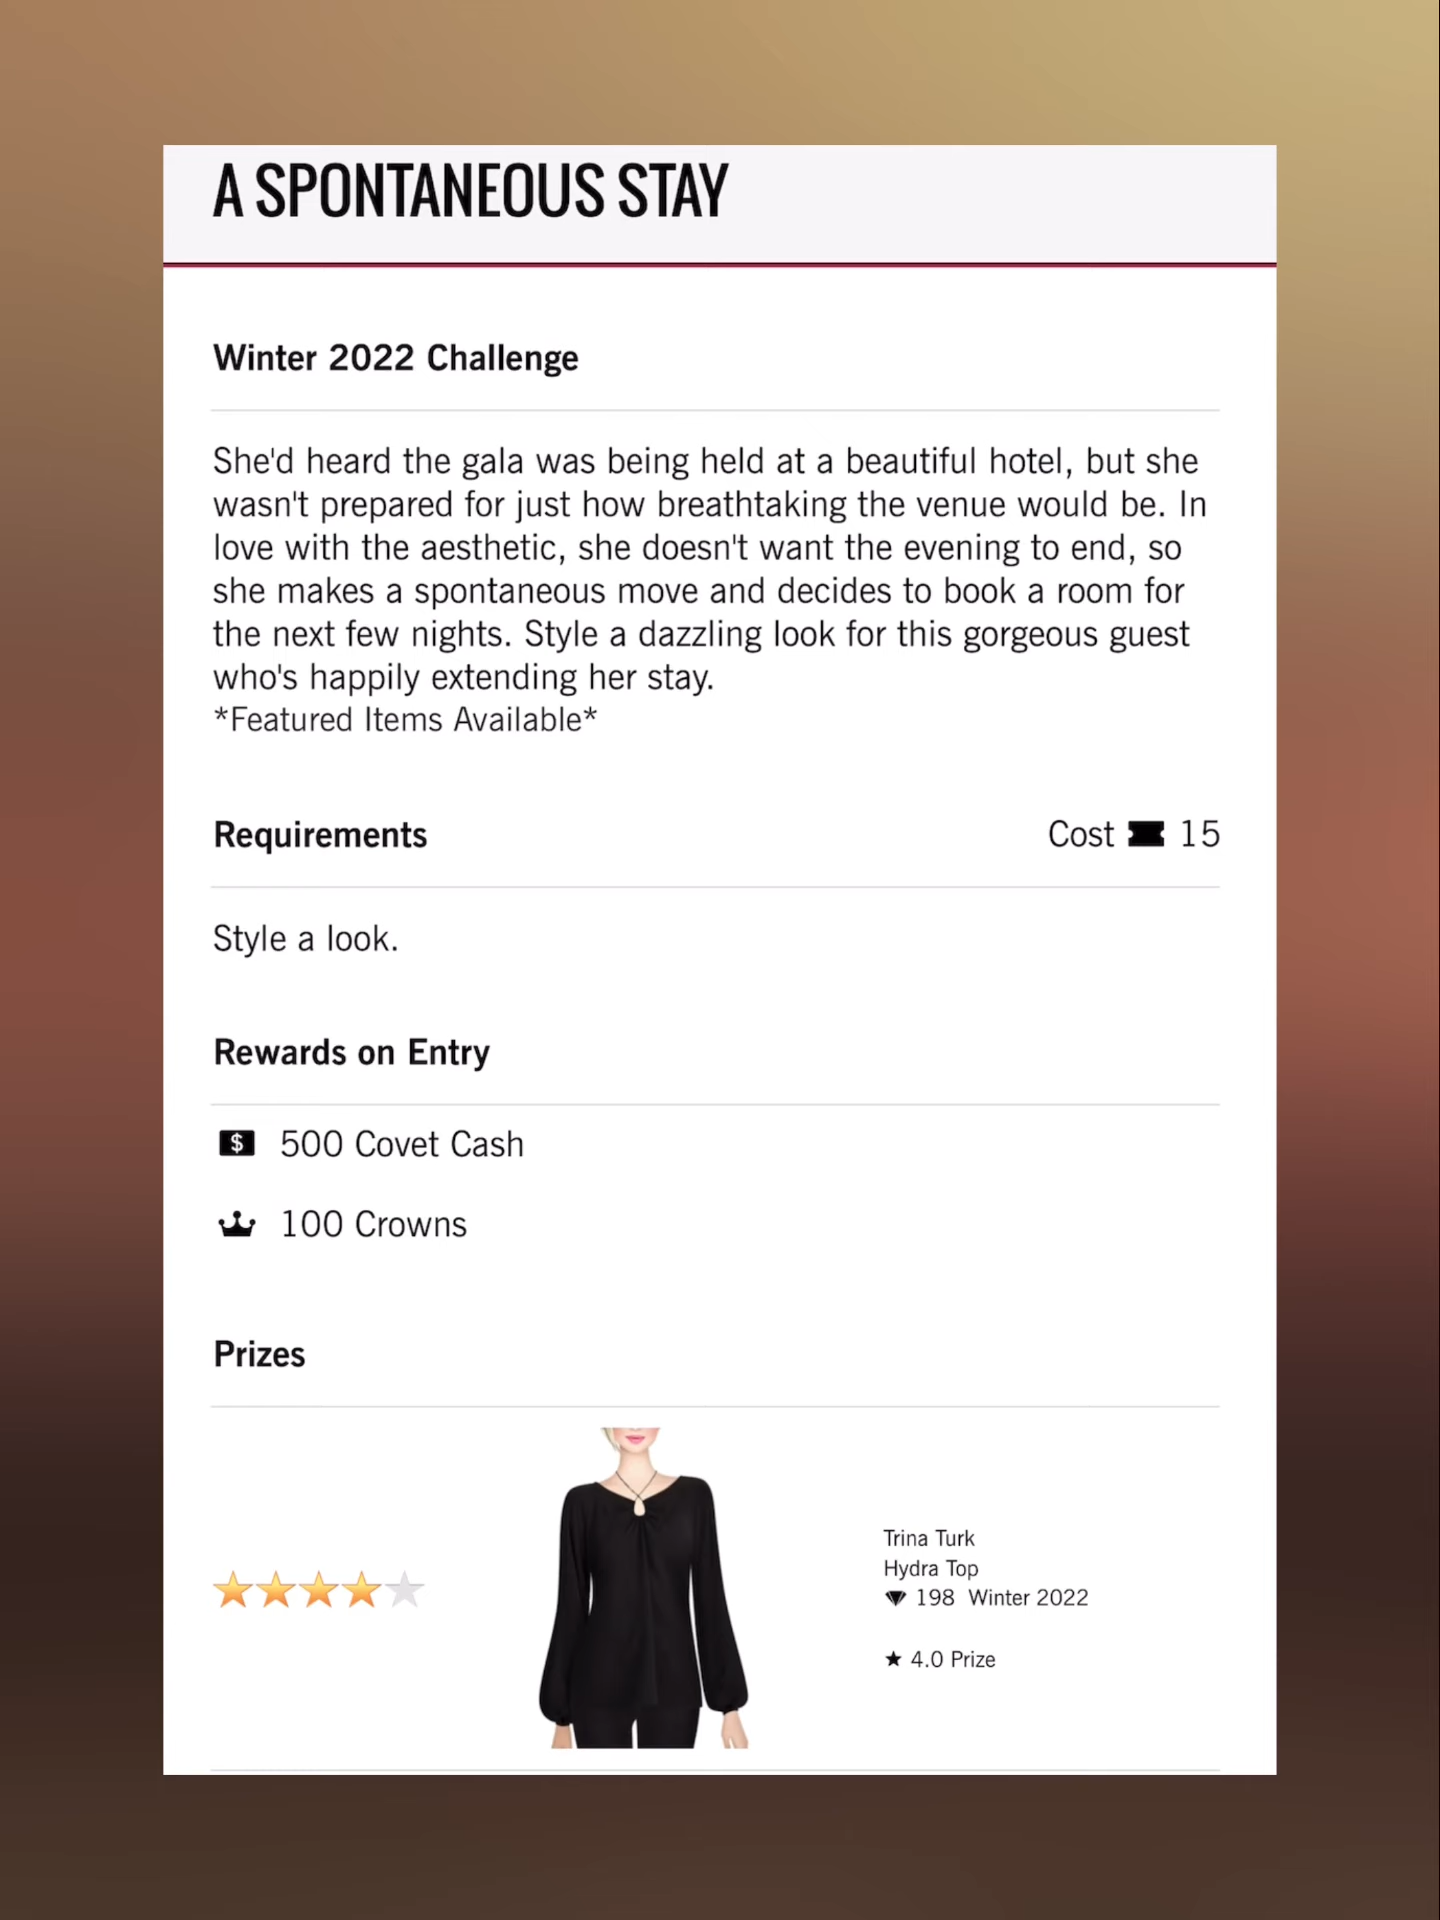 A SPONTANEOUS STAY
Winter 2022 Challenge
She'd heard the gala was being held at a beautiful hotel, but she
wasn't prepared for just how breathtaking the venue would be. In
love with the aesthetic, she doesn't want the evening to end, so
she makes a spontaneous move and decides to book a room for
the next few nights. Style a dazzling look for this gorgeous guest
who's happily extending her stay.
*Featured Items Available*
Requirements
Cost 15
Style a look.
Rewards on Entry
$ 500 Covet Cash
100 Crowns
Prizes
Trina Turk
Hydra Top
198 Winter 2022
★ 4.0 Prize